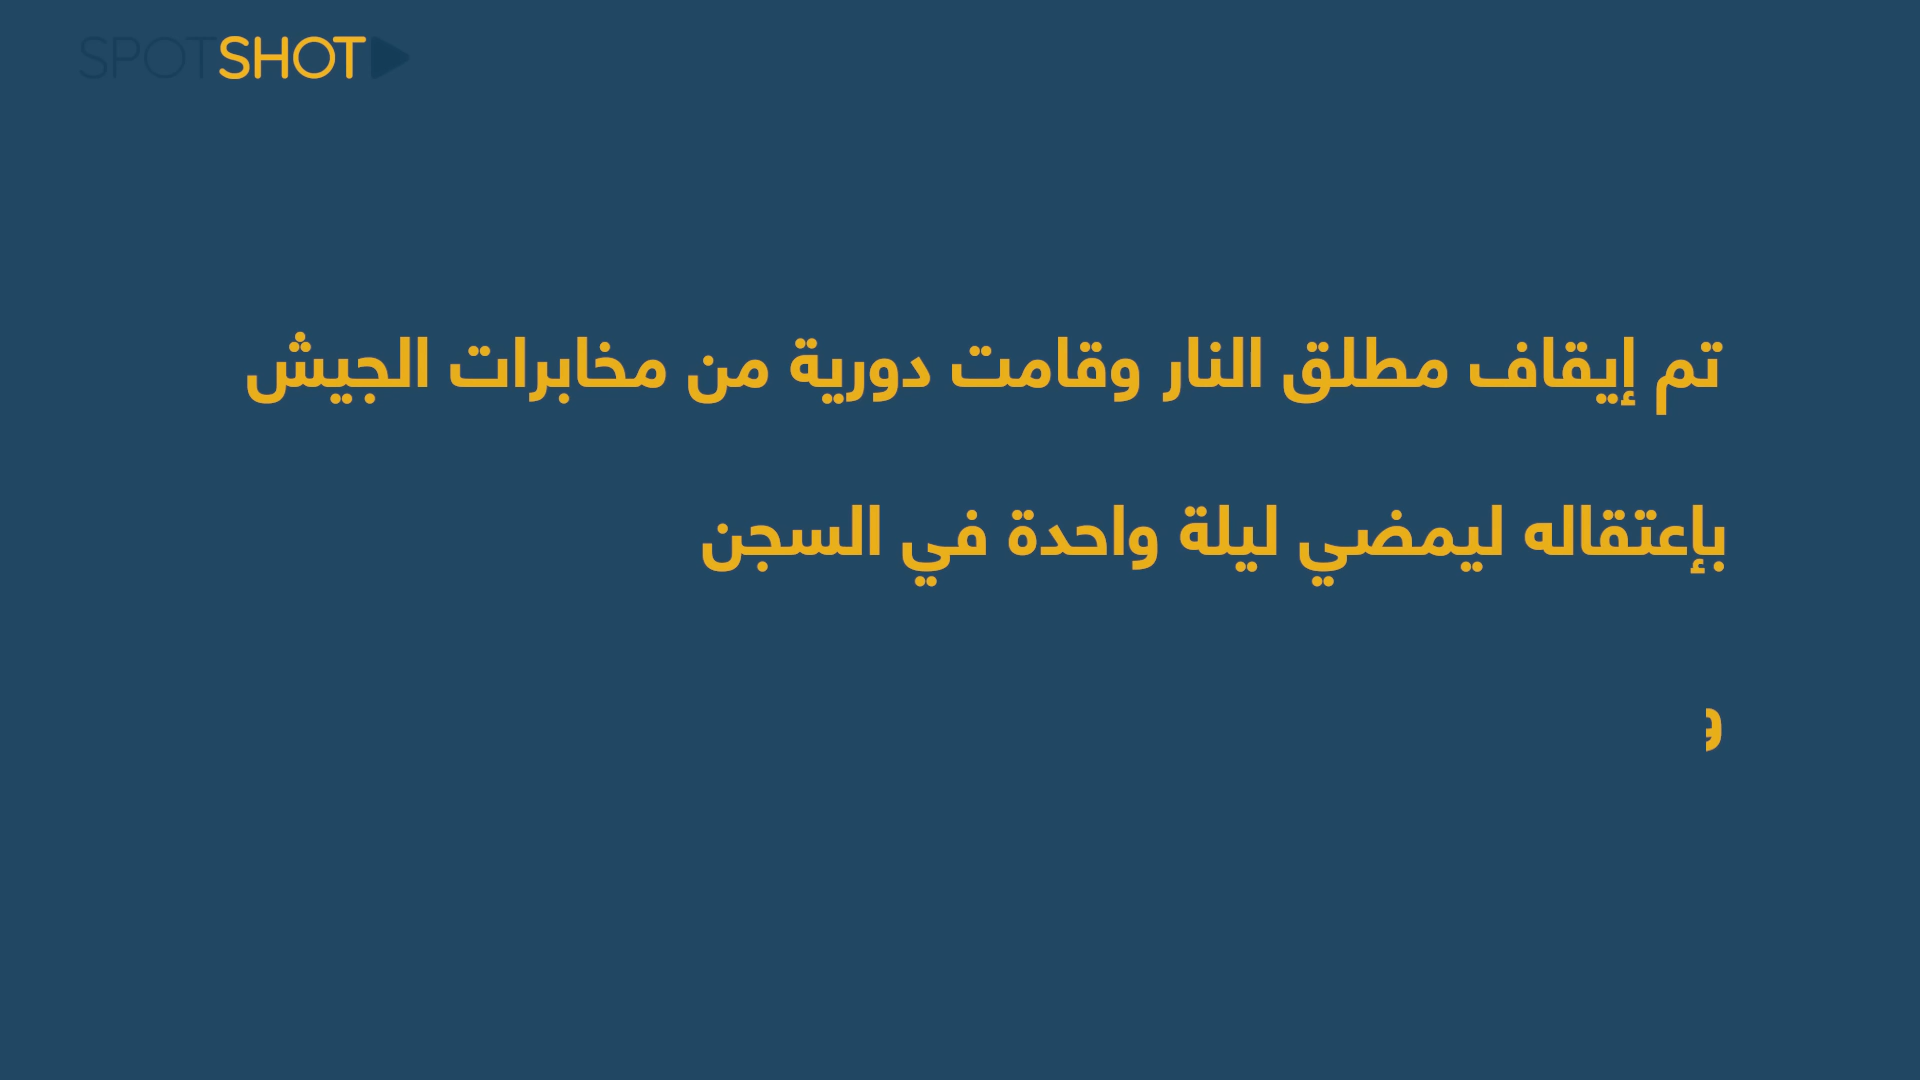 SPOTSHOT
تم إيقاف مطلق النار وقامت دورية من مخابرات الجيش
بإعتقاله ليمضي ليلة واحدة في السجن
و